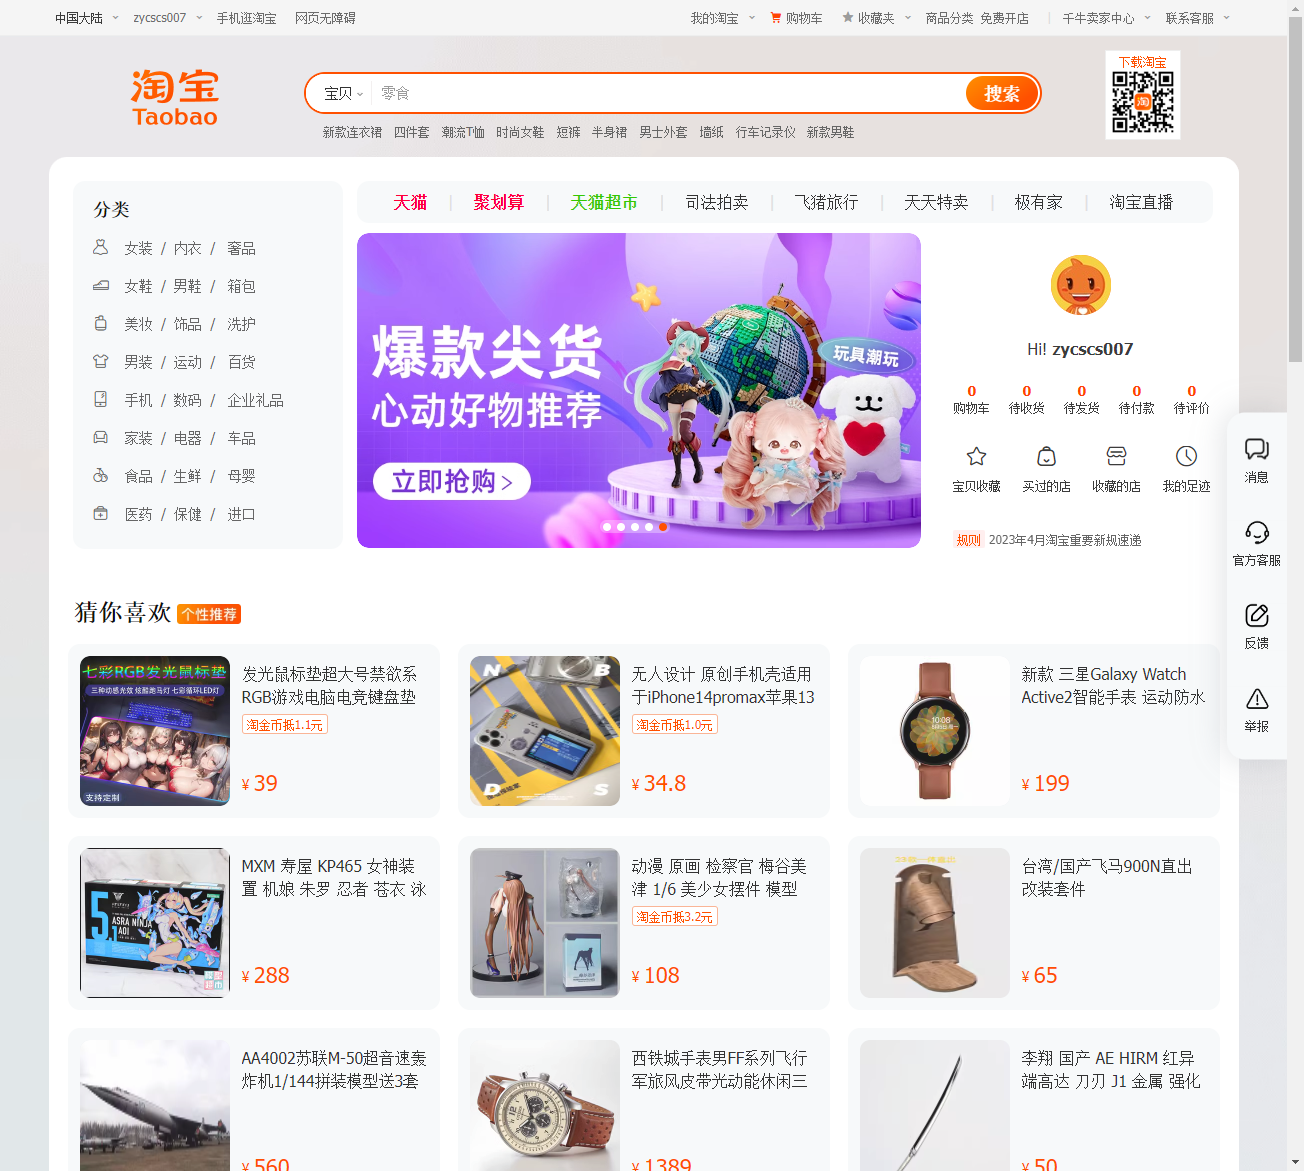 中国大陆 zycscs007 手机逛淘宝 网页无障碍 我的淘宝 购物车 收藏夹 商品分类 免费开店 千牛卖家中心 联系客服
淘宝
Taobao
宝贝 零食 搜索
下载淘宝
淘
新款连衣裙 四件套 潮流T恤 时尚女鞋 短裤 半身裙 男士外套 墙纸 行车记录仪 新款男鞋
分类
女装 / 内衣 / 奢品
女鞋 / 男鞋 / 箱包
美妆 / 饰品 / 洗护
男装 / 运动 / 百货
手机 / 数码 / 企业礼品
家装 / 电器 / 车品
食品 / 生鲜 / 母婴
医药 / 保健 / 进口
天猫 聚划算 天猫超市 司法拍卖 飞猪旅行 天天特卖 极有家 淘宝直播
爆款尖货
心动好物推荐
立即抢购 >
玩具潮玩
Hi! zycscs007
0 0 0 0 0
购物车 待收货 待发货 待付款 待评价
宝贝收藏 买过的店 收藏的店 我的足迹
规则 2023年4月淘宝重要新规速递
消息
官方客服
反馈
举报
猜你喜欢 个性推荐
七彩RGB发光鼠标垫
三种动感光效 炫酷跑马灯 七彩循环LED灯
支持定制
发光鼠标垫超大号禁欲系
RGB游戏电脑电竞键盘垫
淘金币抵1.1元
¥ 39
N B
D S
无人设计 原创手机壳适用
于iPhone14promax苹果13
淘金币抵1.0元
¥ 34.8
10:08
新款 三星Galaxy Watch
Active2智能手表 运动防水
¥ 199
5.1
ASRA NINJA
AOI
MXM 寿屋 KP465 女神装
置 机娘 朱罗 忍者 苍衣 泳
¥ 288
动漫 原画 检察官 梅谷美
津 1/6 美少女摆件 模型
淘金币抵3.2元
¥ 108
台湾/国产飞马900N直出
改装套件
¥ 65
AA4002苏联M-50超音速轰
炸机1/144拼装模型送3套
¥ 560
西铁城手表男FF系列飞行
军旅风皮带光动能休闲三
¥ 1389
李翔 国产 AE HIRM 红异
端高达 刀刃 J1 金属 强化
¥ 50